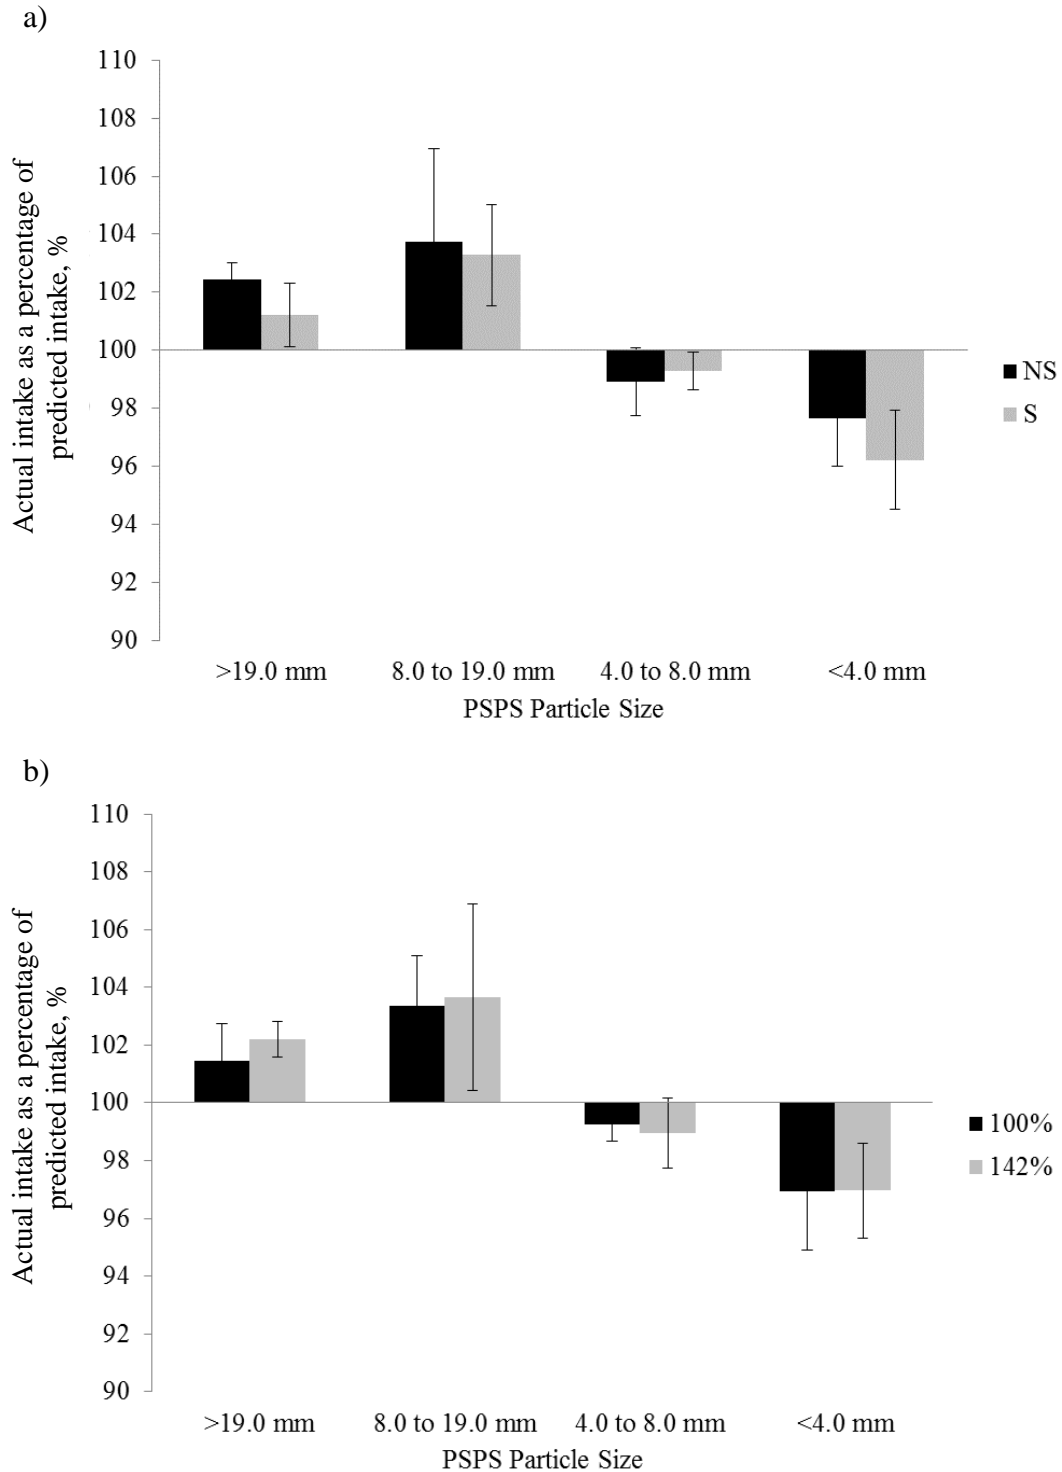 a)
110
108
106
104
102
100
98
96
94
92
90
Actual intake as a percentage of
predicted intake, %
>19.0 mm 8.0 to 19.0 mm 4.0 to 8.0 mm <4.0 mm
PSPS Particle Size
NS
S
b)
110
108
106
104
102
100
98
96
94
92
90
Actual intake as a percentage of
predicted intake, %
>19.0 mm 8.0 to 19.0 mm 4.0 to 8.0 mm <4.0 mm
PSPS Particle Size
100%
142%